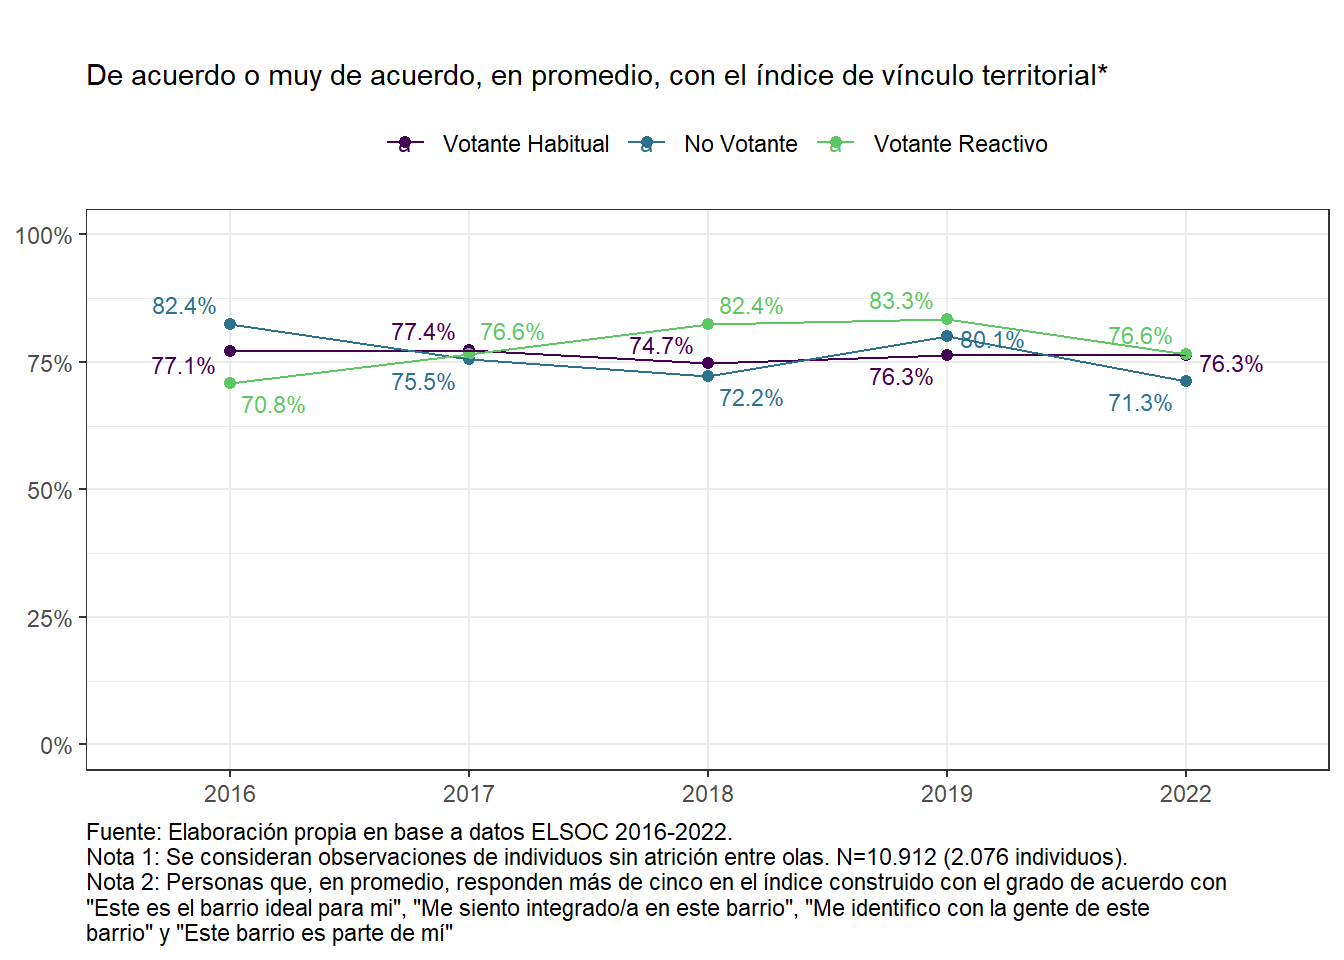 De acuerdo o muy de acuerdo, en promedio, con el índice de vínculo territorial*
a Votante Habitual a No Votante a Votante Reactivo
100%
75%
50%
25%
0%
82.4%
77.1%
70.8%
77.4%
76.6%
75.5%
74.7%
82.4%
72.2%
83.3%
80.1%
76.3%
76.6%
76.3%
71.3%
2016 2017 2018 2019 2022
Fuente: Elaboración propia en base a datos ELSOC 2016-2022.
Nota 1: Se consideran observaciones de individuos sin atrición entre olas. N=10.912 (2.076 individuos).
Nota 2: Personas que, en promedio, responden más de cinco en el índice construido con el grado de acuerdo con
"Este es el barrio ideal para mi", "Me siento integrado/a en este barrio", "Me identifico con la gente de este
barrio" y "Este barrio es parte de mí"